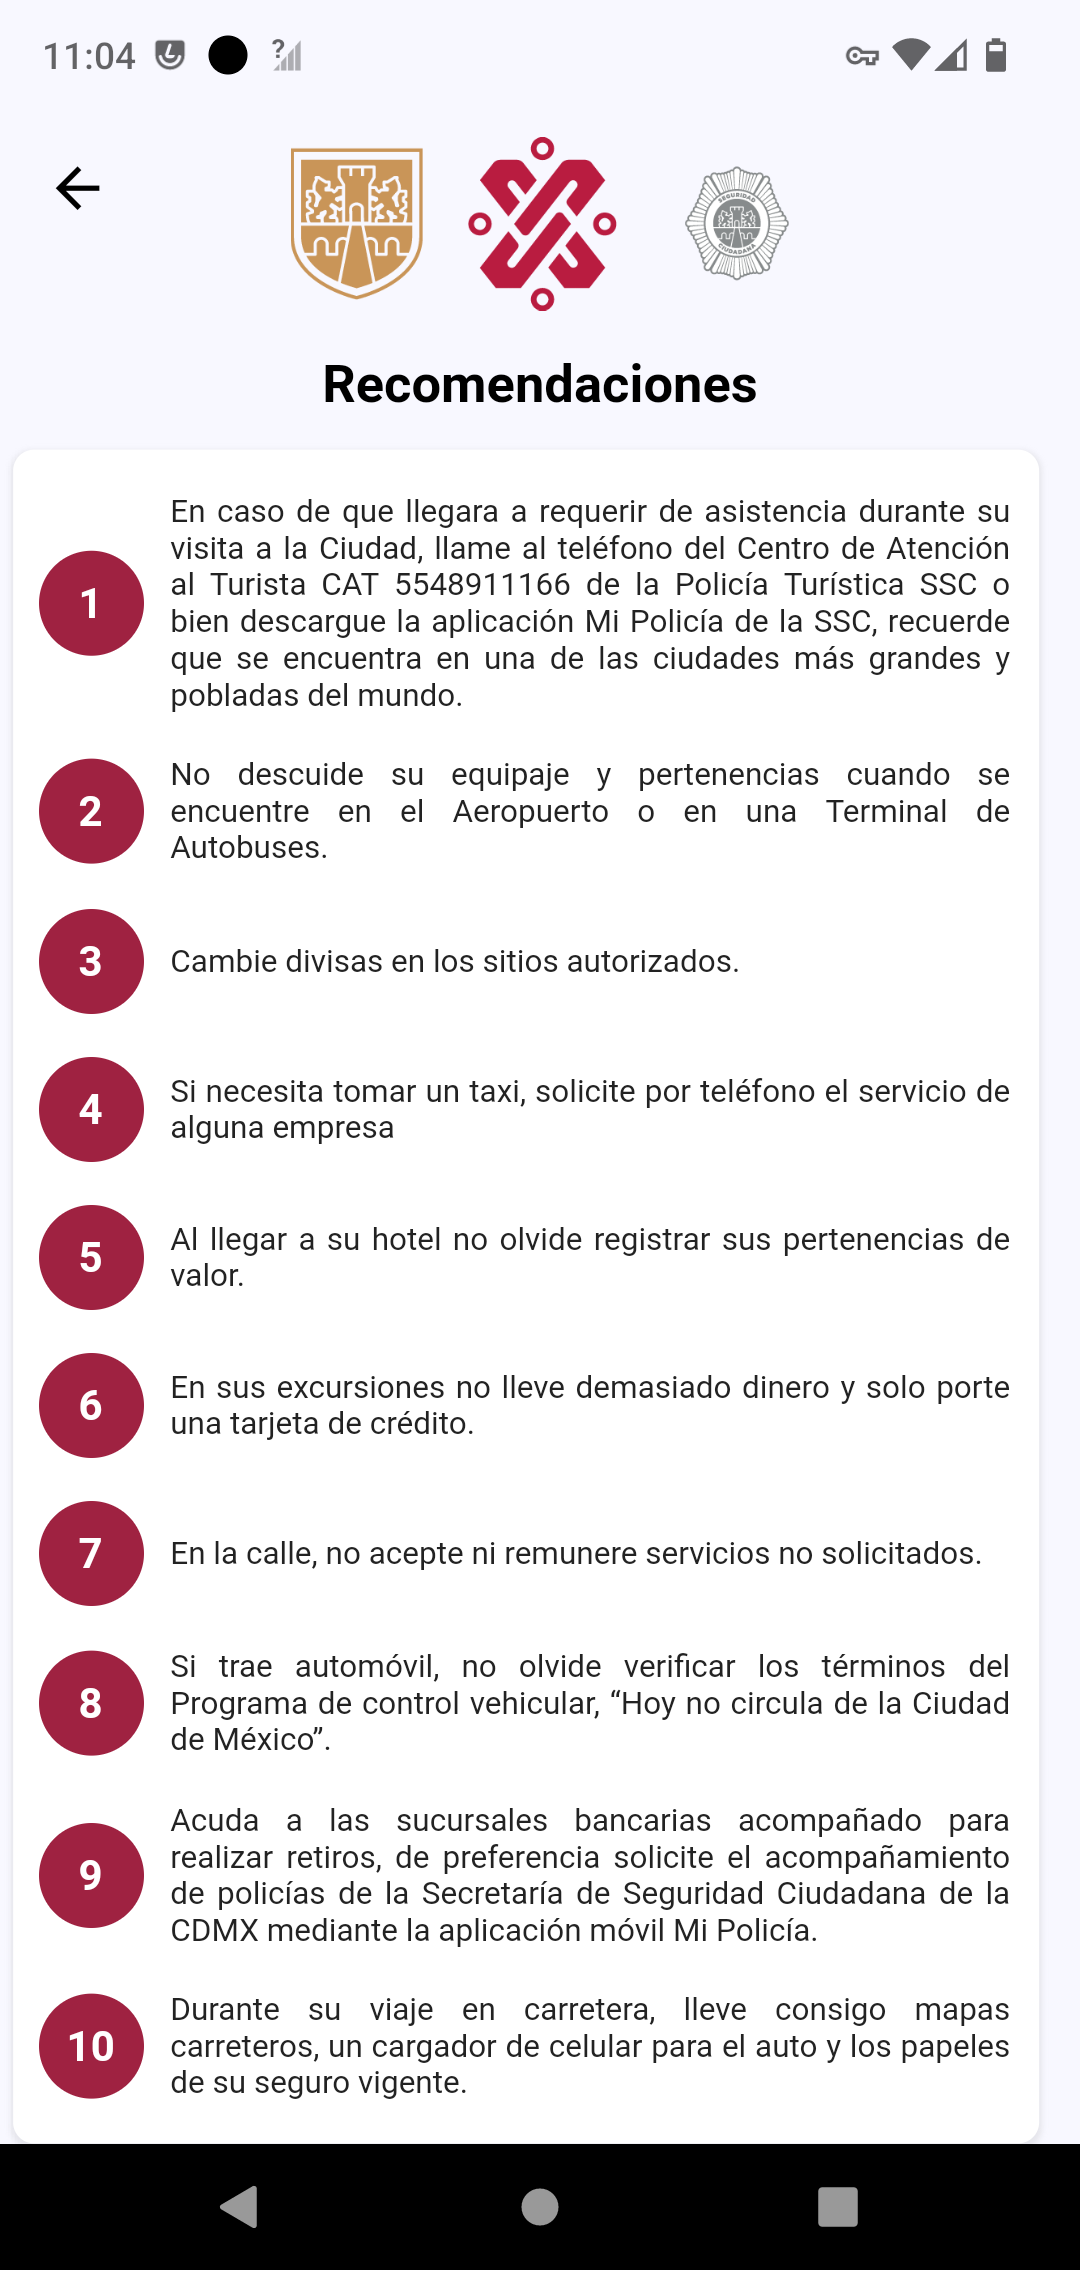 11:04
Recomendaciones
SEGURIDAD
CIUDADANA
1
En caso de que llegara a requerir de asistencia durante su
visita a la Ciudad, llame al teléfono del Centro de Atención
al Turista CAT 5548911166 de la Policía Turística SSC o
bien descargue la aplicación Mi Policía de la SSC, recuerde
que se encuentra en una de las ciudades más grandes y
pobladas del mundo.
2
No descuide su equipaje y pertenencias cuando se
encuentre en el Aeropuerto o en una Terminal de
Autobuses.
3
Cambie divisas en los sitios autorizados.
4
Si necesita tomar un taxi, solicite por teléfono el servicio de
alguna empresa
5
Al llegar a su hotel no olvide registrar sus pertenencias de
valor.
6
En sus excursiones no lleve demasiado dinero y solo porte
una tarjeta de crédito.
7
En la calle, no acepte ni remunere servicios no solicitados.
8
Si trae automóvil, no olvide verificar los términos del
Programa de control vehicular, “Hoy no circula de la Ciudad
de México”.
9
Acuda a las sucursales bancarias acompañado para
realizar retiros, de preferencia solicite el acompañamiento
de policías de la Secretaría de Seguridad Ciudadana de la
CDMX mediante la aplicación móvil Mi Policía.
10
Durante su viaje en carretera, lleve consigo mapas
carreteros, un cargador de celular para el auto y los papeles
de su seguro vigente.